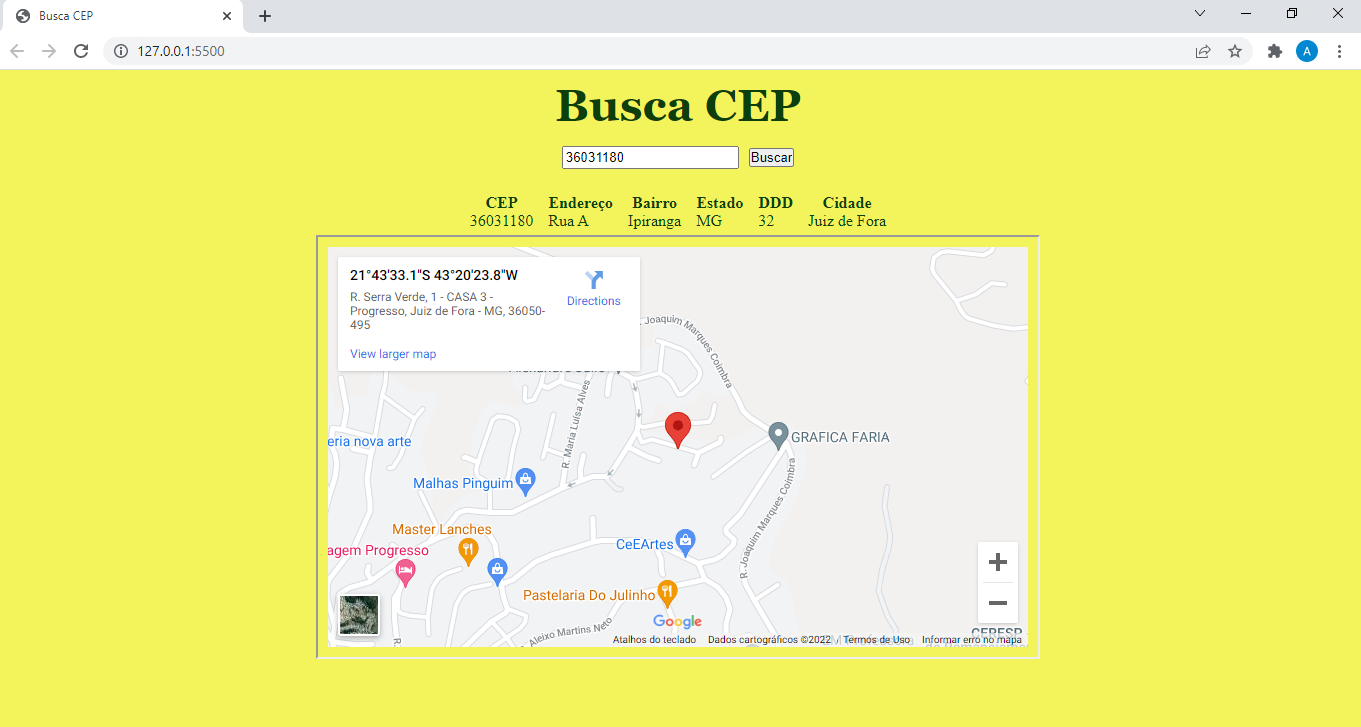 Busca CEP
127.0.0.1:5500
A
Busca CEP
36031180 Buscar
CEP Endereço Bairro Estado DDD Cidade
36031180 Rua A Ipiranga MG 32 Juiz de Fora
21°43'33.1"S 43°20'23.8"W
R. Serra Verde, 1 - CASA 3 -
Progresso, Juiz de Fora - MG, 36050-
495
Directions
View larger map
Joaquim Marques Coimbra
R. Maria Luisa Alves
eria nova arte
GRAFICA FARIA
Malhas Pinguim
Master Lanches
agem Progresso
CeEArtes
R. Joaquim Marques Coimbra
Pastelaria Do Julinho
Aleixo Martins Neto
Google
CERESP
Atalhos do teclado Dados cartográficos ©2022 Termos de Uso Informar erro no mapa